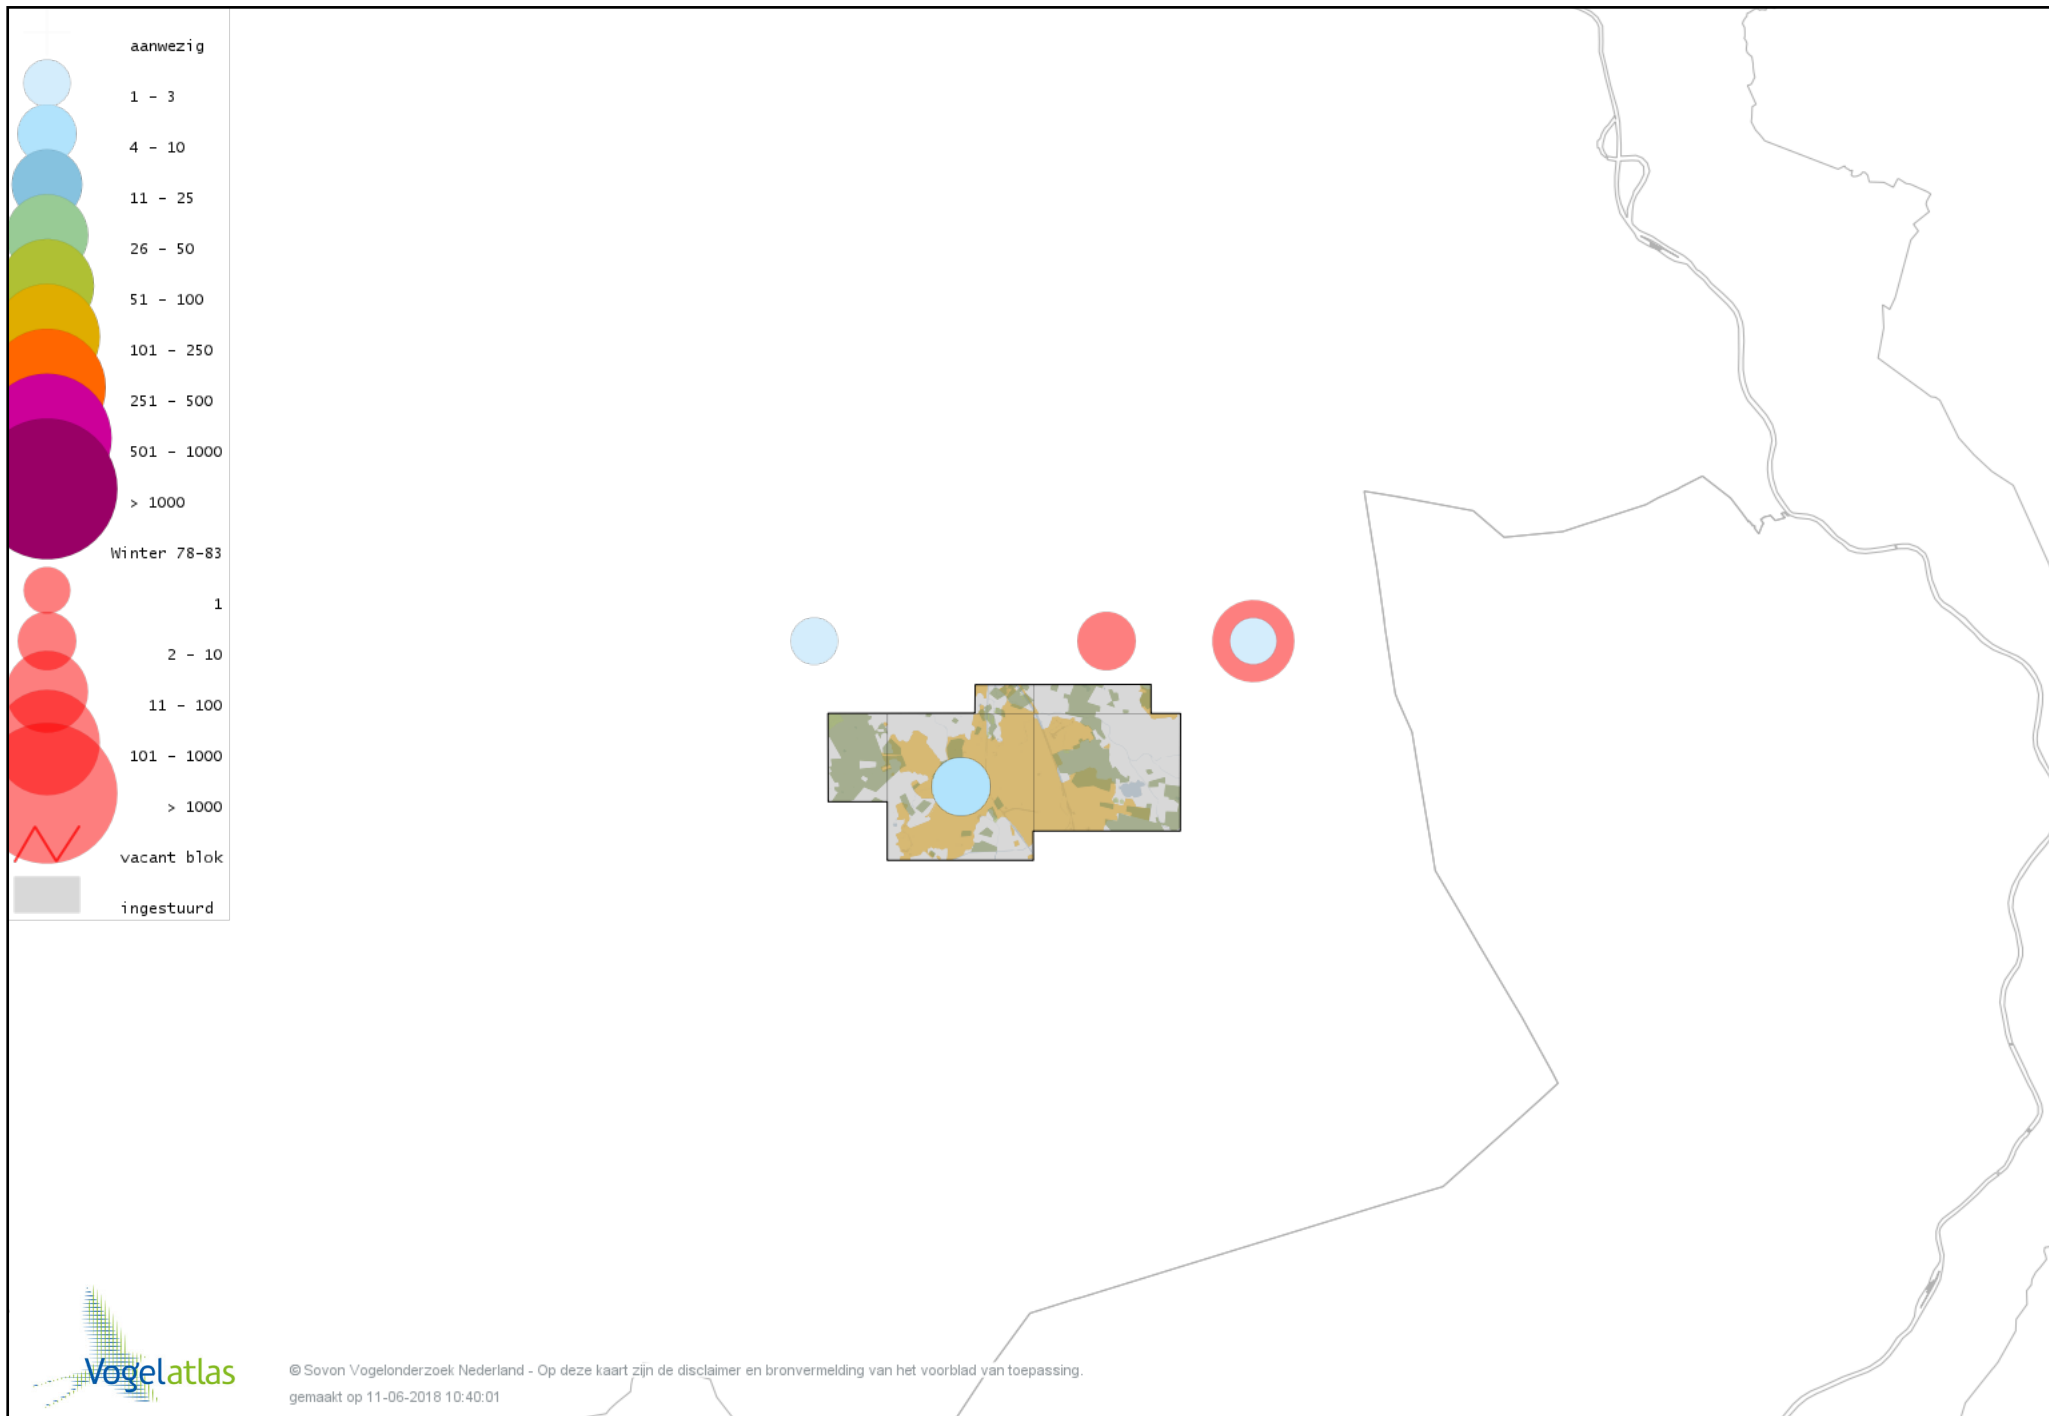 aanwezig
1 - 3
4 - 10
11 - 25
26 - 50
51 - 100
101 - 250
251 - 500
501 - 1000
> 1000
Winter 78-83
1
2 - 10
11 - 100
101 - 1000
> 1000
vacant blok
ingestuurd
Vogelatlas
© Sovon Vogelonderzoek Nederland - Op deze kaart zijn de disclaimer en bronvermelding van het voorblad van toepassing.
gemaakt op 11-06-2018 10:40:01